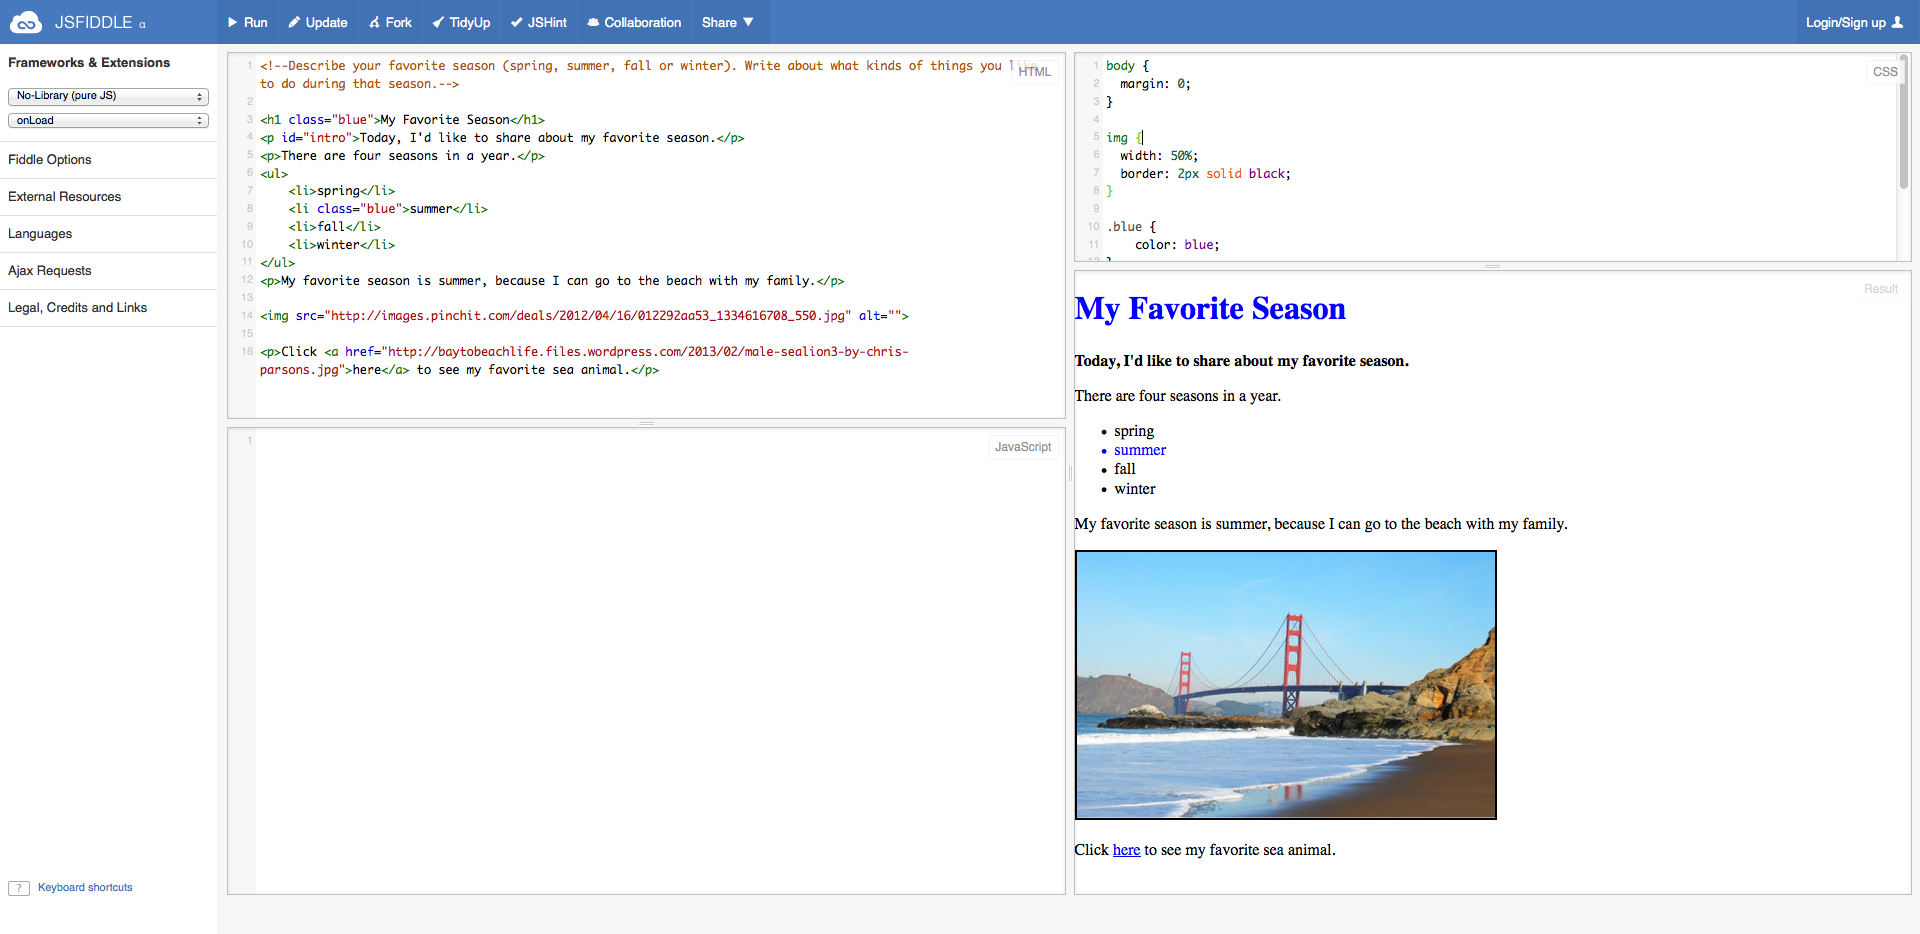 JSFIDDLE α
Run
Update
Fork
TidyUp
JSHint
Collaboration
Share ▼
Login/Sign up
Frameworks & Extensions
No-Library (pure JS)
onLoad
Fiddle Options
External Resources
Languages
Ajax Requests
Legal, Credits and Links
? Keyboard shortcuts
HTML
1 <!--Describe your favorite season (spring, summer, fall or winter). Write about what kinds of things you
to do during that season.-->
2
3 <h1 class="blue">My Favorite Season</h1>
4 <p id="intro">Today, I'd like to share about my favorite season.</p>
5 <p>There are four seasons in a year.</p>
6 <ul>
7 <li>spring</li>
8 <li class="blue">summer</li>
9 <li>fall</li>
10 <li>winter</li>
11 </ul>
12 <p>My favorite season is summer, because I can go to the beach with my family.</p>
13
14 <img src="http://images.pinchit.com/deals/2012/04/16/012292aa53_1334616708_550.jpg" alt="">
15
16 <p>Click <a href="http://baytobeachlife.files.wordpress.com/2013/02/male-sealion3-by-chris-
parsons.jpg">here</a> to see my favorite sea animal.</p>
JavaScript
1
CSS
1 body {
2 margin: 0;
3 }
4
5 img {
6 width: 50%;
7 border: 2px solid black;
8 }
9
10 .blue {
11 color: blue;
Result
My Favorite Season
Today, I'd like to share about my favorite season.
There are four seasons in a year.
• spring
• summer
• fall
• winter
My favorite season is summer, because I can go to the beach with my family.
Click here to see my favorite sea animal.